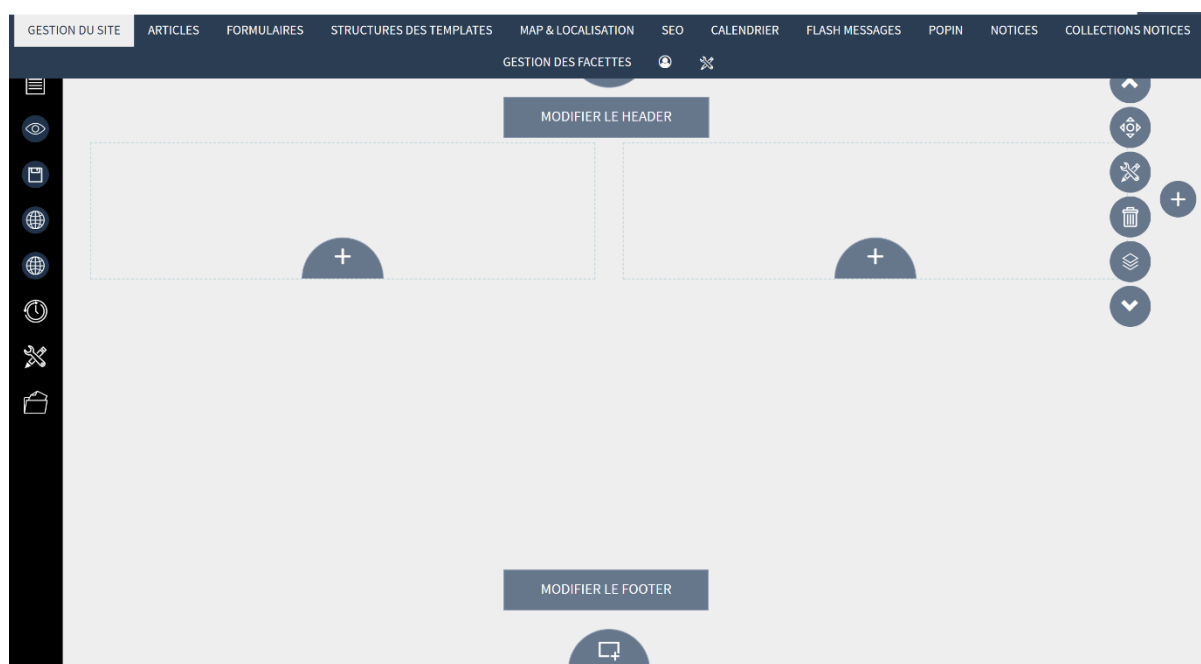 GESTION DU SITE ARTICLES FORMULAIRES STRUCTURES DES TEMPLATES MAP & LOCALISATION SEO CALENDRIER FLASH MESSAGES POPIN NOTICES COLLECTIONS NOTICES
GESTION DES FACETTES
MODIFIER LE HEADER
MODIFIER LE FOOTER